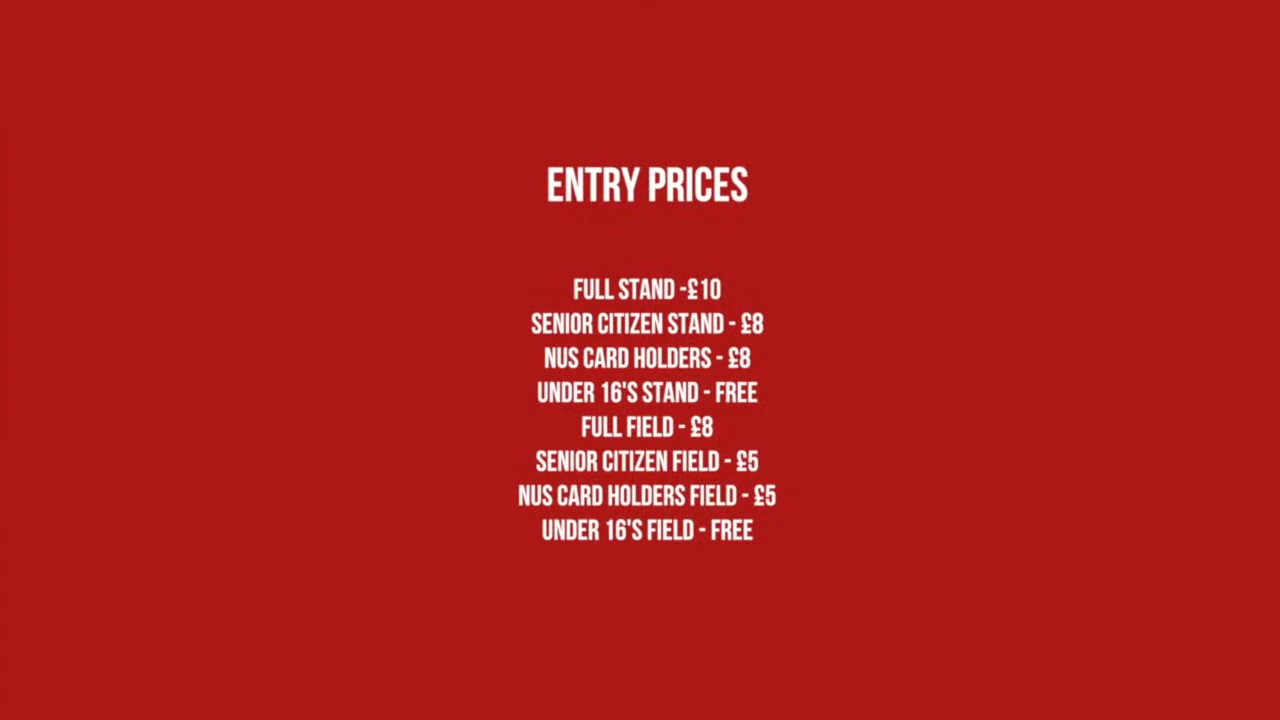 ENTRY PRICES
FULL STAND -£10
SENIOR CITIZEN STAND - £8
NUS CARD HOLDERS - £8
UNDER 16'S STAND - FREE
FULL FIELD - £8
SENIOR CITIZEN FIELD - £5
NUS CARD HOLDERS FIELD - £5
UNDER 16'S FIELD - FREE